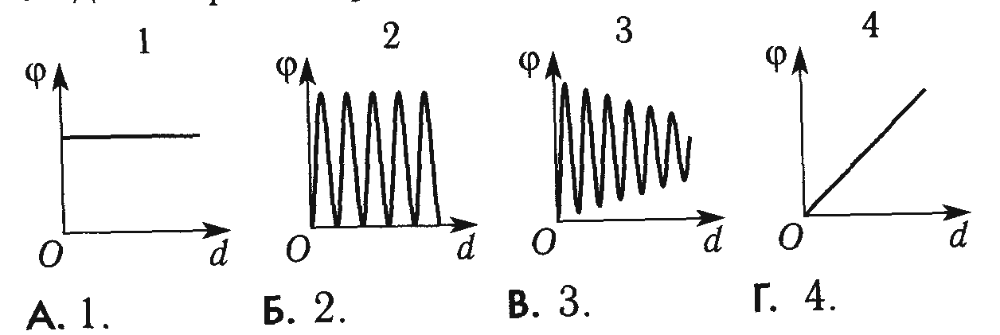 1 2 3 4
φ φ φ φ
O d O d O d O d
А. 1. Б. 2. В. 3. Г. 4.